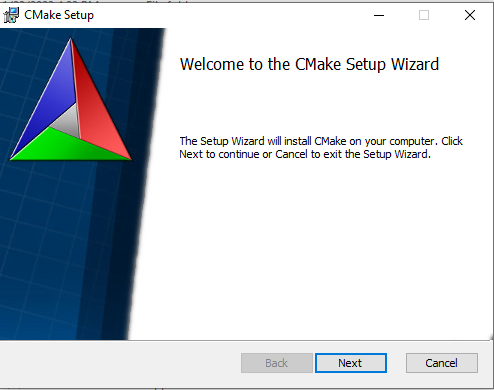 CMake Setup
Welcome to the CMake Setup Wizard
The Setup Wizard will install CMake on your computer. Click
Next to continue or Cancel to exit the Setup Wizard.
Back
Next
Cancel